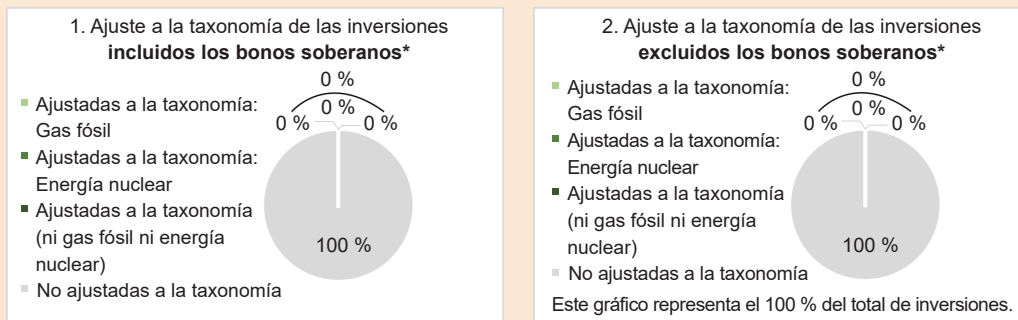 1. Ajuste a la taxonomía de las inversiones
incluidos los bonos soberanos*
0 %
0 %
0 %
0 %
Ajustadas a la taxonomía:
Gas fósil
Ajustadas a la taxonomía:
Energía nuclear
Ajustadas a la taxonomía
(ni gas fósil ni energía
nuclear)
No ajustadas a la taxonomía
100 %
2. Ajuste a la taxonomía de las inversiones
excluidos los bonos soberanos*
0 %
0 %
0 %
0 %
Ajustadas a la taxonomía:
Gas fósil
Ajustadas a la taxonomía:
Energía nuclear
Ajustadas a la taxonomía
(ni gas fósil ni energía
nuclear)
No ajustadas a la taxonomía
100 %
Este gráfico representa el 100 % del total de inversiones.